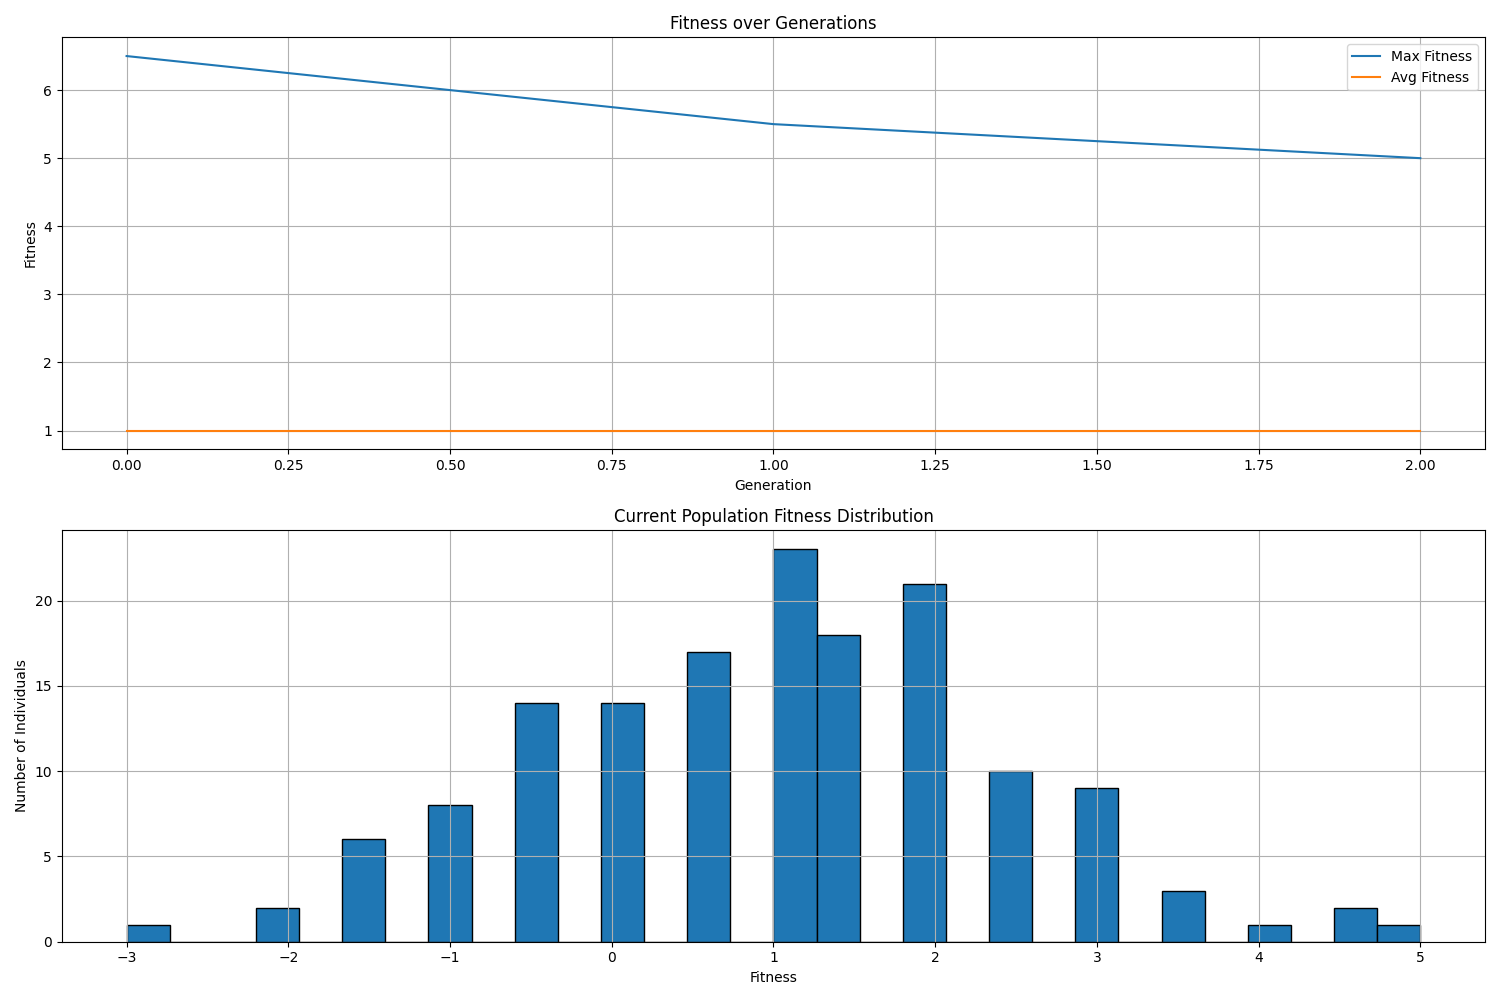 Fitness over Generations
Max Fitness
Avg Fitness
Fitness
6
5
4
3
2
1
0.00 0.25 0.50 0.75 1.00 1.25 1.50 1.75 2.00
Generation
Current Population Fitness Distribution
Number of Individuals
20
15
10
5
0
−3 −2 −1 0 1 2 3 4 5
Fitness